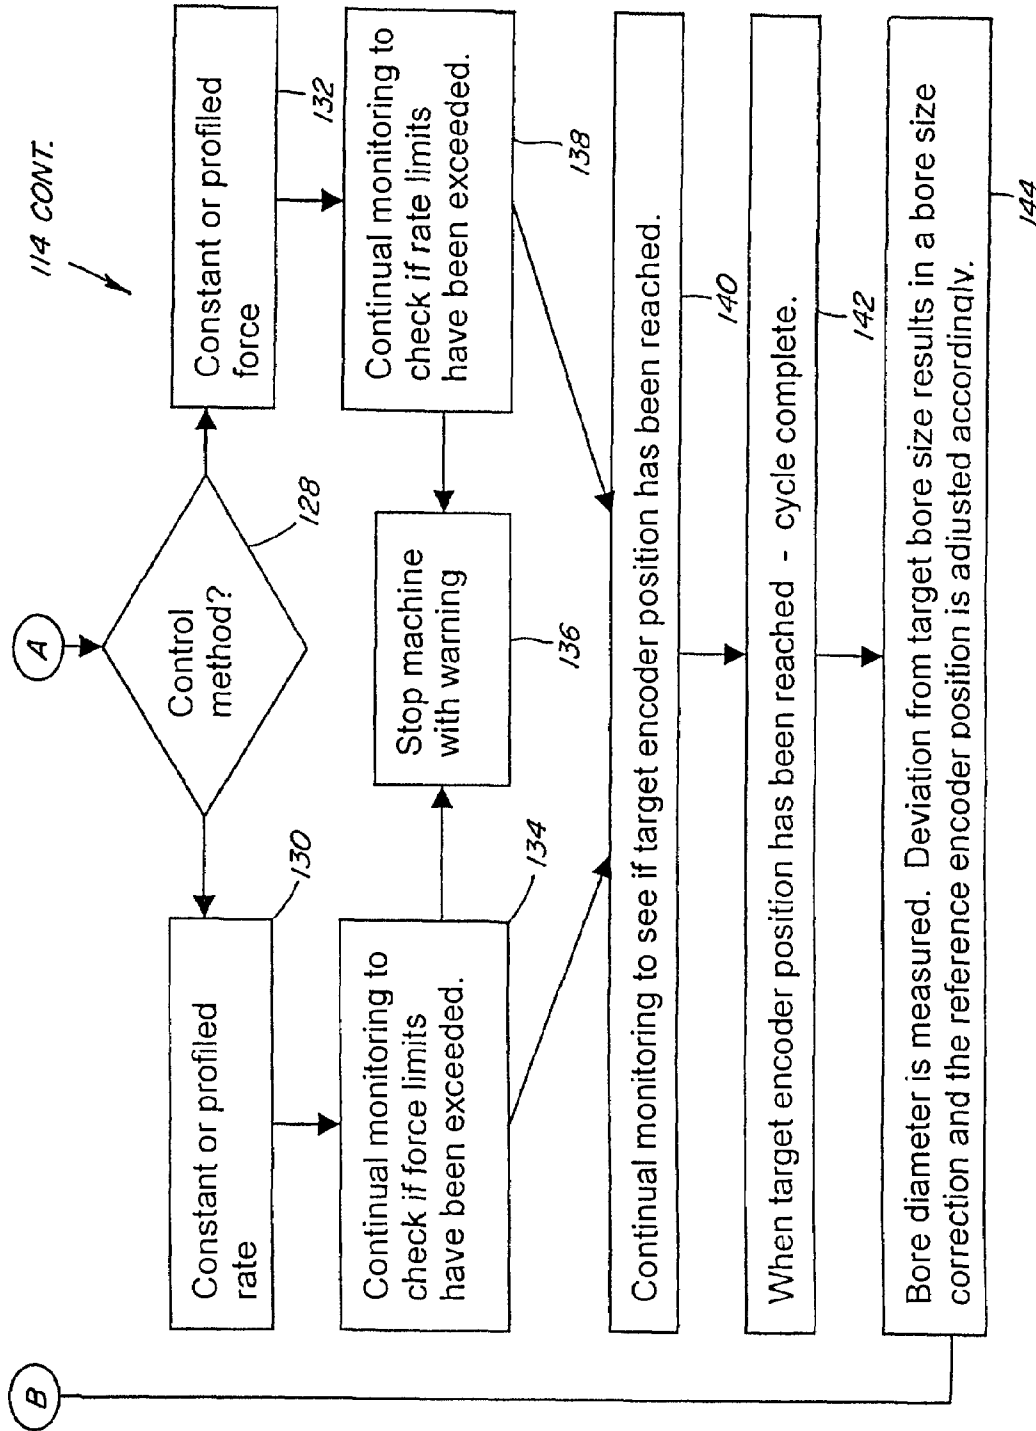 114 CONT.
A
B
Control
method?
128
Constant or profiled
rate
130
Constant or profiled
force
132
Continual monitoring to
check if force limits
have been exceeded.
134
Stop machine
with warning
136
Continual monitoring to
check if rate limits
have been exceeded.
138
Continual monitoring to see if target encoder position has been reached.
140
When target encoder position has been reached - cycle complete.
142
Bore diameter is measured. Deviation from target bore size results in a bore size
correction and the reference encoder position is adjusted accordingly.
144